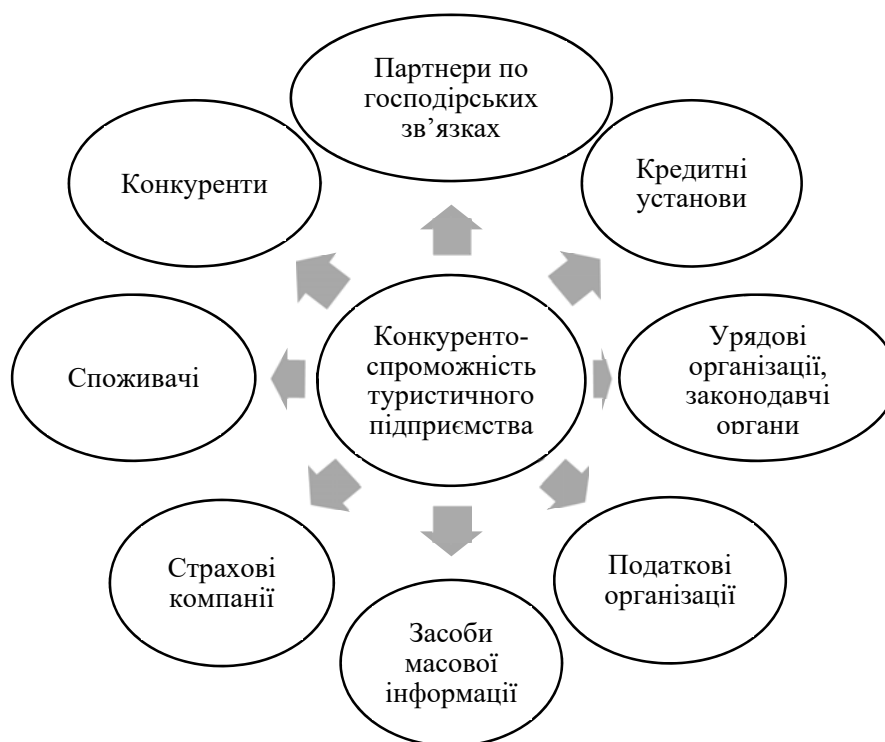 Партнери по
господірських
зв’язках
Конкуренти
Кредитні
установи
Конкуренто-
спроможність
туристичного
підприємства
Урядові
організації,
законодавчі
органи
Споживачі
Страхові
компанії
Податкові
організації
Засоби
масової
інформації